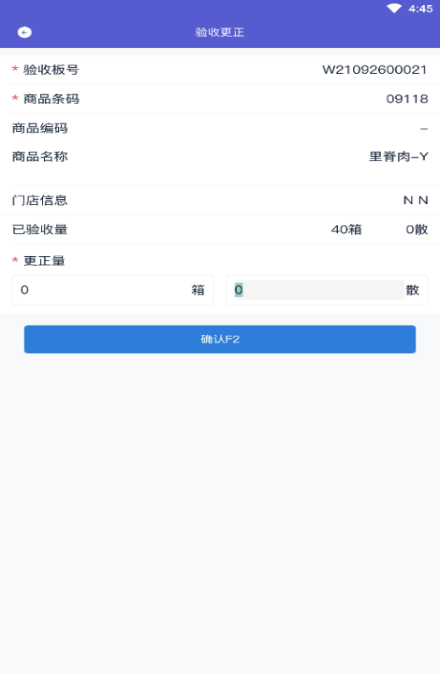 4:45
验收更正
* 验收板号 W21092600021
* 商品条码 09118
商品编码 –
商品名称 里脊肉–Y
门店信息 N N
已验收量 40箱 0散
* 更正量
0 箱 0 散
确认F2